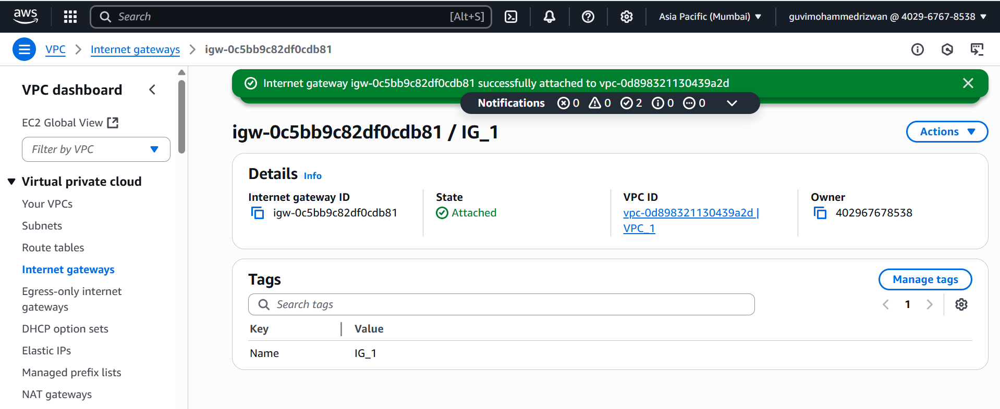 aws
Search [Alt+S]
Asia Pacific (Mumbai)
guvimohammedrizwan @ 4029-6767-8538
VPC
Internet gateways
igw-0c5bb9c82df0cdb81
VPC dashboard
EC2 Global View
Filter by VPC
Virtual private cloud
Your VPCs
Subnets
Route tables
Internet gateways
Egress-only internet
gateways
DHCP option sets
Elastic IPs
Managed prefix lists
NAT gateways
Internet gateway igw-0c5bb9c82df0cdb81 successfully attached to vpc-0d898321130439a2d
Notifications 0 0 2 0 0
igw-0c5bb9c82df0cdb81 / IG_1
Actions
Details Info
Internet gateway ID
igw-0c5bb9c82df0cdb81
State
Attached
VPC ID
vpc-0d898321130439a2d |
VPC_1
Owner
402967678538
Tags
Manage tags
Search tags
1
Key Value
Name IG_1